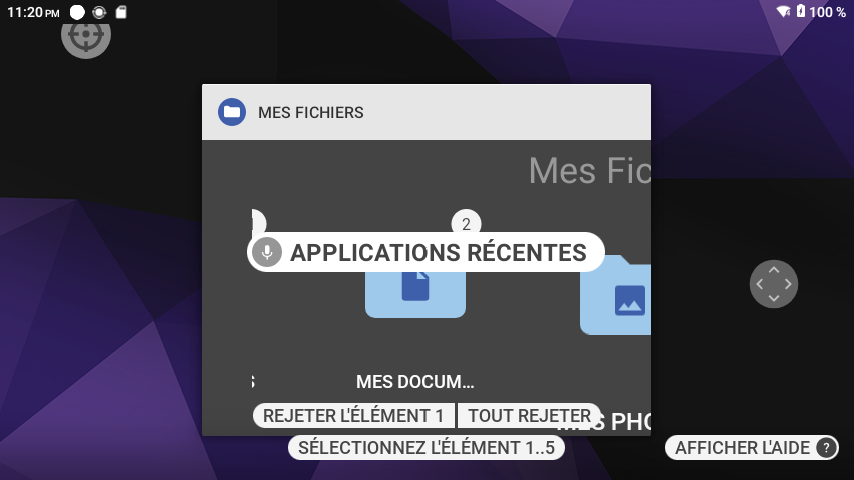 11:20 PM
100 %
MES FICHIERS
Mes Fic
2
APPLICATIONS RÉCENTES
MES DOCUM...
REJETER L'ÉLÉMENT 1
TOUT REJETER
MES PHO
SÉLECTIONNEZ L'ÉLÉMENT 1..5
AFFICHER L'AIDE ?